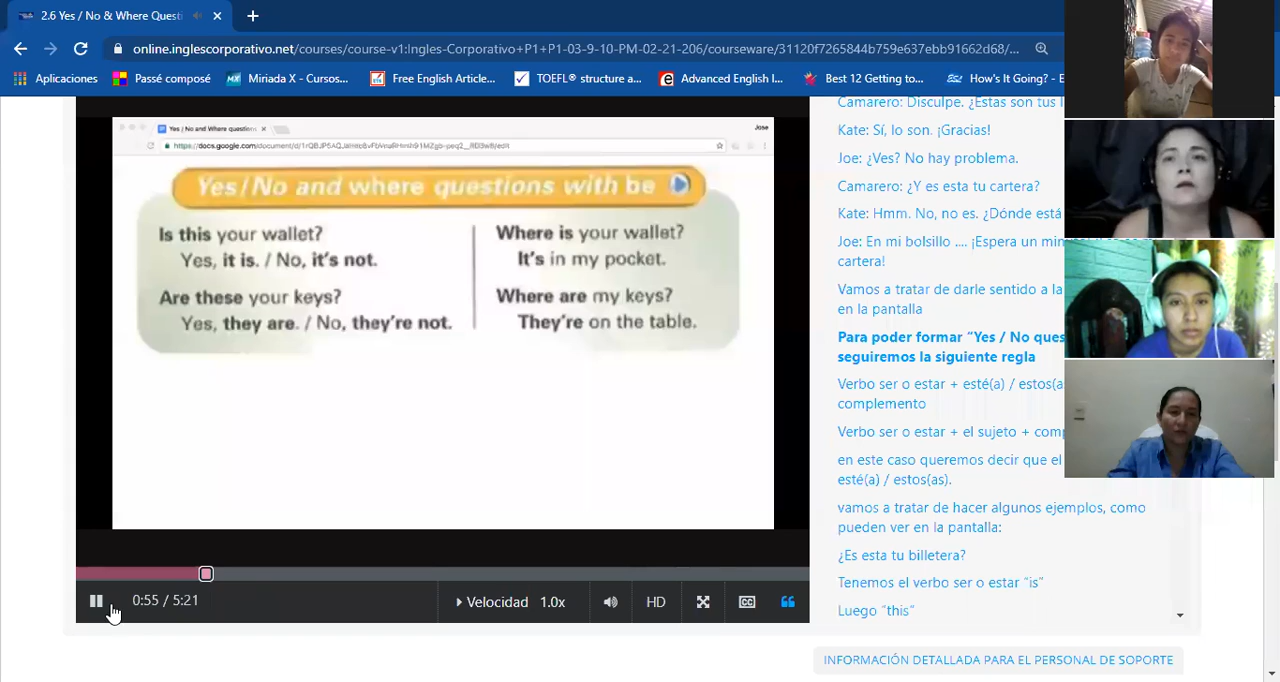 2.6 Yes / No & Where Questi
online.inglescorporativo.net/courses/course-v1:Ingles-Corporativo+P1+P1-03-9-10-PM-02-21-206/courseware/31120f7265844b759e637ebb91662d68/...
Aplicaciones Passé composé Miriada X - Cursos... Free English Article... TOEFL® structure a... Advanced English I... Best 12 Getting to... How's It Going? - E
Yes / No and Where questions Jose
Yes/No and where questions with be
Is this your wallet?
Yes, it is. / No, it's not.
Are these your keys?
Yes, they are. / No, they're not.
Where is your wallet?
It's in my pocket.
Where are my keys?
They're on the table.
Camarero: Disculpe. ¿Estas son tus l
Kate: Sí, lo son. ¡Gracias!
Joe: ¿Ves? No hay problema.
Camarero: ¿Y es esta tu cartera?
Kate: Hmm. No, no es. ¿Dónde está
Joe: En mi bolsillo .... ¡Espera un min
cartera!
Vamos a tratar de darle sentido a la
en la pantalla
Para poder formar “Yes / No ques
seguiremos la siguiente regla
Verbo ser o estar + esté(a) / estos(a
complemento
Verbo ser o estar + el sujeto + comp
en este caso queremos decir que el
esté(a) / estos(as).
vamos a tratar de hacer algunos ejemplos, como
pueden ver en la pantalla:
¿Es esta tu billetera?
Tenemos el verbo ser o estar “is”
Luego “this”
0:55 / 5:21 Velocidad 1.0x HD CC
INFORMACIÓN DETALLADA PARA EL PERSONAL DE SOPORTE